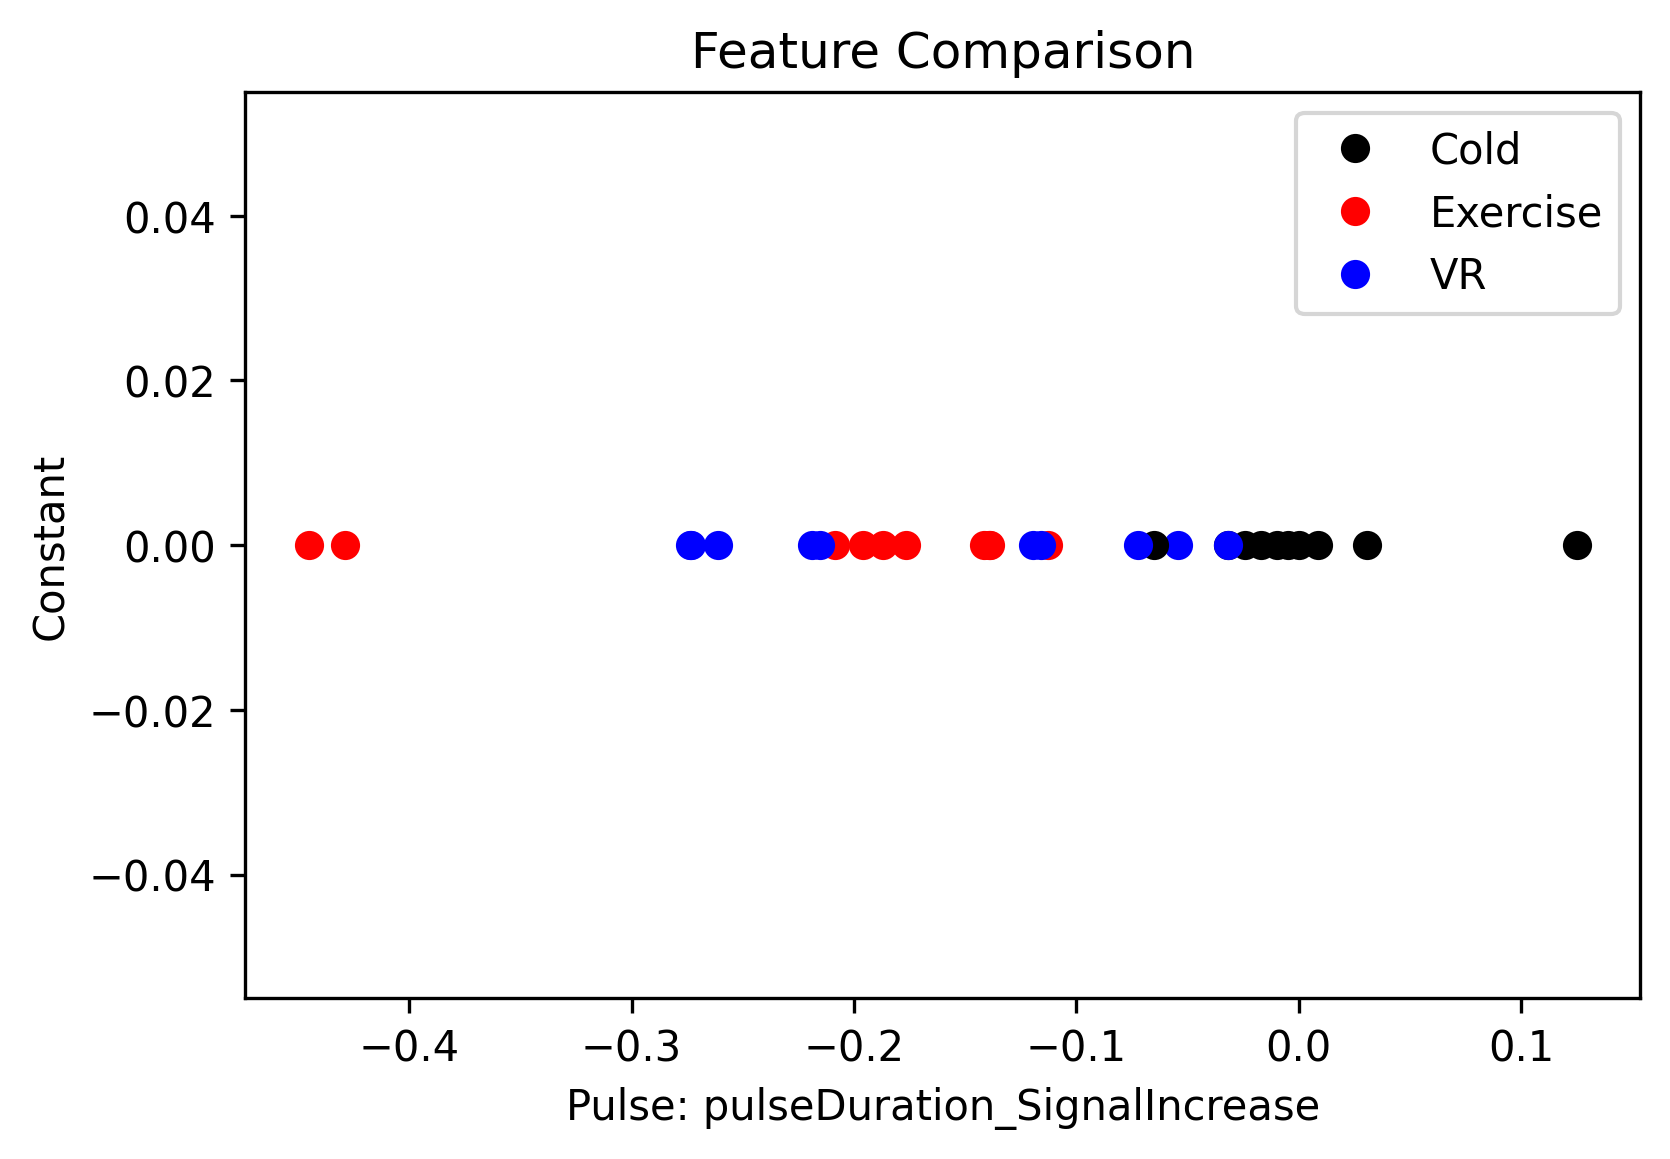 Feature Comparison
Cold
Exercise
VR
0.04
0.02
0.00
−0.02
−0.04
Constant
−0.4
−0.3
−0.2
−0.1
0.0
0.1
Pulse: pulseDuration_SignalIncrease